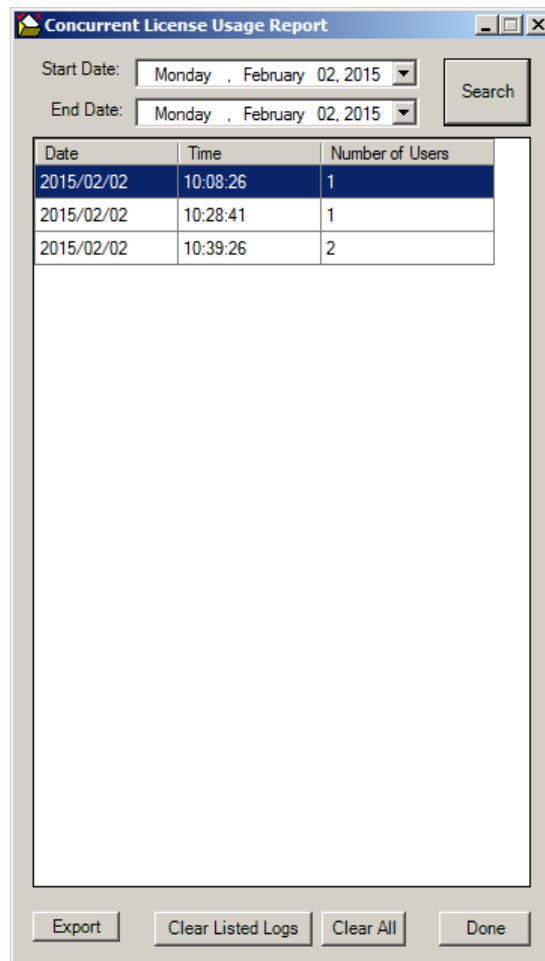 Concurrent License Usage Report
Start Date: Monday , February 02, 2015
Search
End Date: Monday , February 02, 2015
Date Time Number of Users
2015/02/02 10:08:26 1
2015/02/02 10:28:41 1
2015/02/02 10:39:26 2
Export Clear Listed Logs Clear All Done